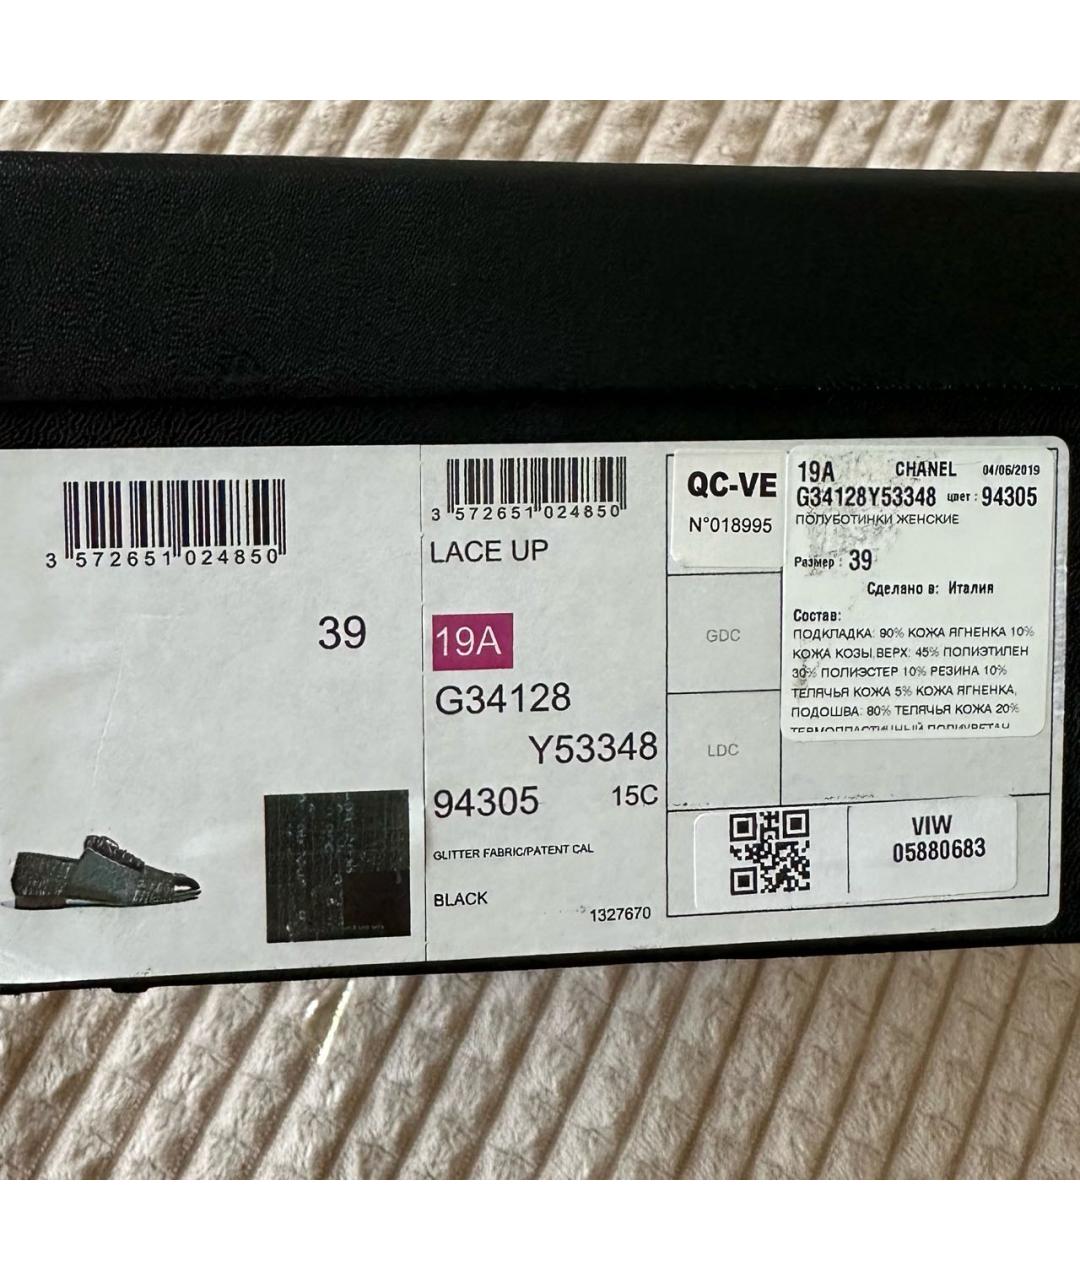 3 572651 024850
39
3 572651 024850
LACE UP
19A
G34128
Y53348
94305 15C
GLITTER FABRIC/PATENT CAL
BLACK
1327670
QC-VE
N°018995
GDC
LDC
19A CHANEL 04/06/2019
G34128Y53348 цвет : 94305
ПОЛУБОТИНКИ ЖЕНСКИЕ
Размер : 39
Сделано в: Италия
Состав:
ПОДКЛАДКА: 90% КОЖА ЯГНЕНКА 10%
КОЖА КОЗЫ,ВЕРХ: 45% ПОЛИЭТИЛЕН
30% ПОЛИЭСТЕР 10% РЕЗИНА 10%
ТЕЛЯЧЬЯ КОЖА 5% КОЖА ЯГНЕНКА,
ПОДОШВА: 80% ТЕЛЯЧЬЯ КОЖА 20%
ТЕРМОПЛАСТИЧНЫЙ ПОЛИУРЕТАН
VIW
05880683